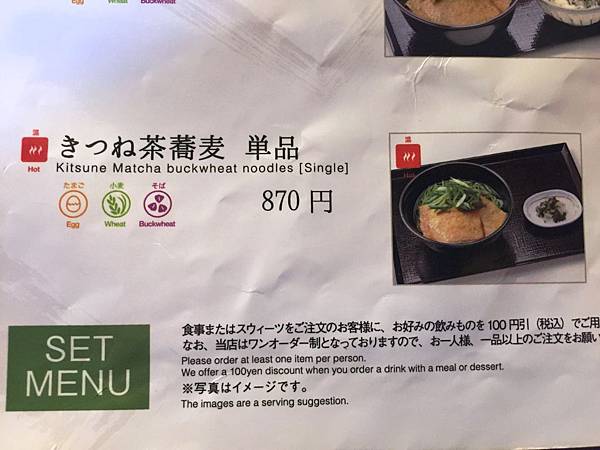 Egg Wheat Buckwheat
温
Hot
きつね茶蕎麦 単品
Kitsune Matcha buckwheat noodles [Single]
たまご 小麦 そば
Egg Wheat Buckwheat
870 円
温
Hot
SET
MENU
食事またはスウィーツをご注文のお客様に、お好みの飲みものを100円引（税込）でご用
なお、当店はワンオーダー制となっておりますので、お一人様、一品以上のご注文をお願い
Please order at least one item per person.
We offer a 100yen discount when you order a drink with a meal or dessert.
※写真はイメージです。
The images are a serving suggestion.